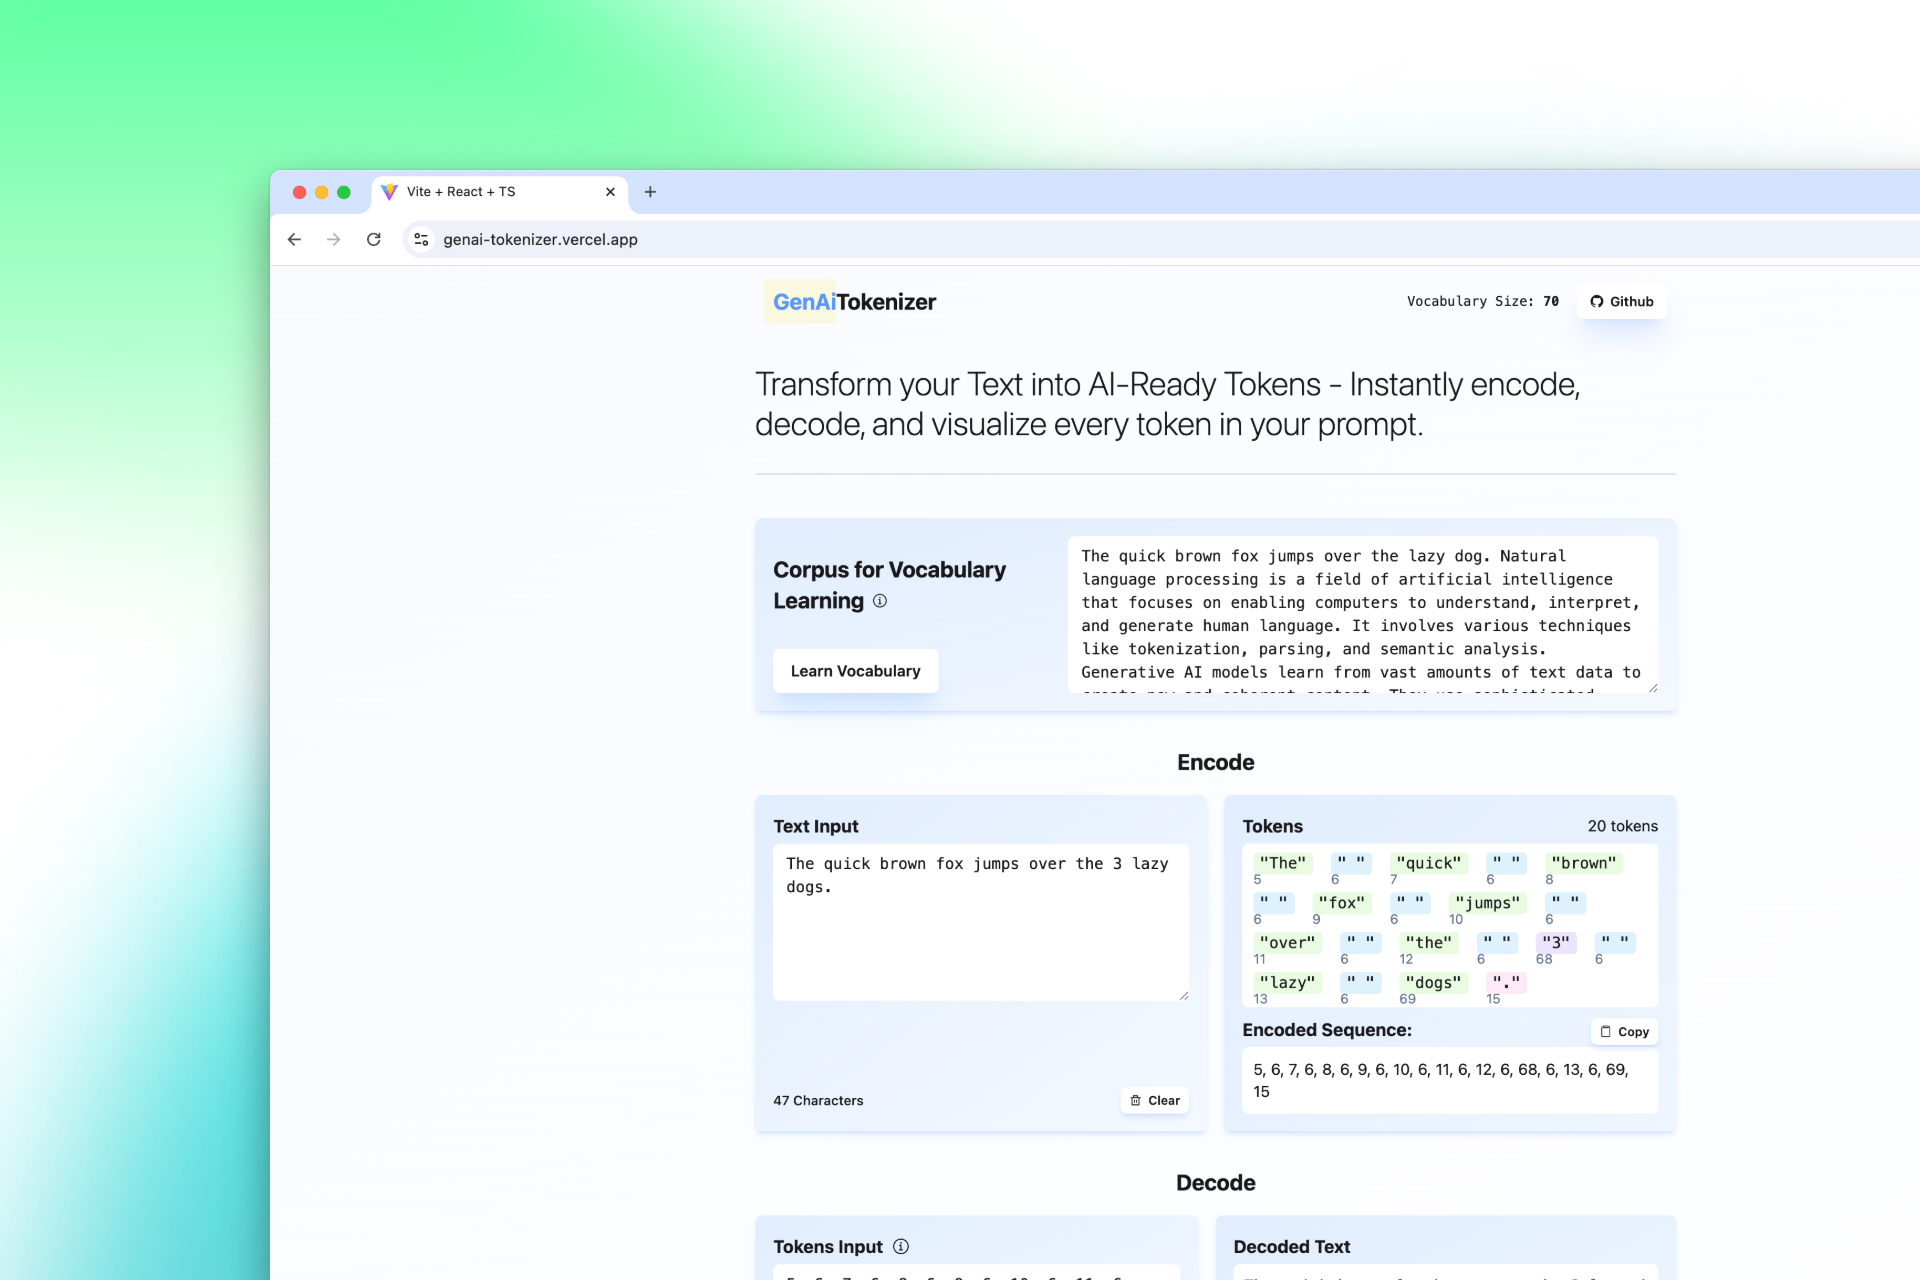 Vite + React + TS
genai-tokenizer.vercel.app
GenAiTokenizer
Vocabulary Size: 70
Github
Transform your Text into AI-Ready Tokens - Instantly encode,
decode, and visualize every token in your prompt.
Corpus for Vocabulary
Learning
Learn Vocabulary
The quick brown fox jumps over the lazy dog. Natural
language processing is a field of artificial intelligence
that focuses on enabling computers to understand, interpret,
and generate human language. It involves various techniques
like tokenization, parsing, and semantic analysis.
Generative AI models learn from vast amounts of text data to
create new and coherent content. They use sophisticated
Encode
Text Input
The quick brown fox jumps over the 3 lazy
dogs.
47 Characters
Clear
Tokens
20 tokens
"The" " " "quick" " " "brown"
5 6 7 6 8
" " "fox" " " "jumps" " "
6 9 6 10 6
"over" " " "the" " " "3" " "
11 6 12 6 68 6
"lazy" " " "dogs" "."
13 6 69 15
Encoded Sequence:
Copy
5, 6, 7, 6, 8, 6, 9, 6, 10, 6, 11, 6, 12, 6, 68, 6, 13, 6, 69,
15
Decode
Tokens Input
Decoded Text